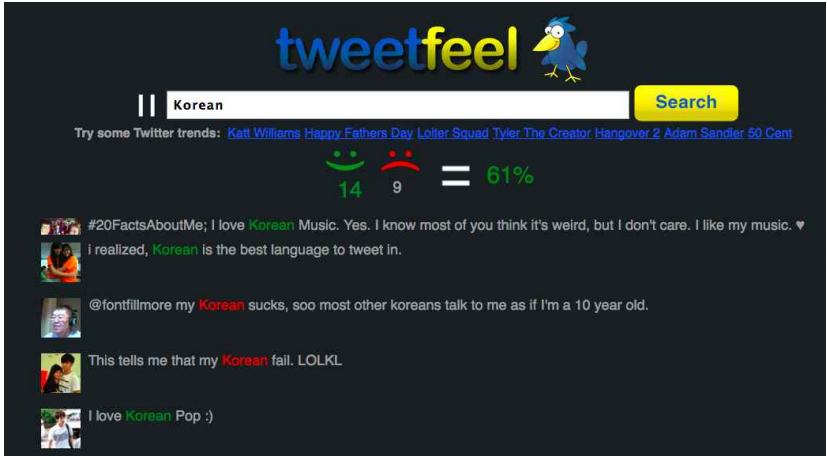 tweetfeel
Korean
Search
Try some Twitter trends: Katt Williams Happy Fathers Day Loiter Squad Tyler The Creator Hangover 2 Adam Sandler 50 Cent
14 9 = 61%
#20FactsAboutMe; I love Korean Music. Yes. I know most of you think it's weird, but I don't care. I like my music. ♥
i realized, Korean is the best language to tweet in.
@fontfillmore my Korean sucks, soo most other koreans talk to me as if I'm a 10 year old.
This tells me that my Korean fail. LOLKL
I love Korean Pop :)